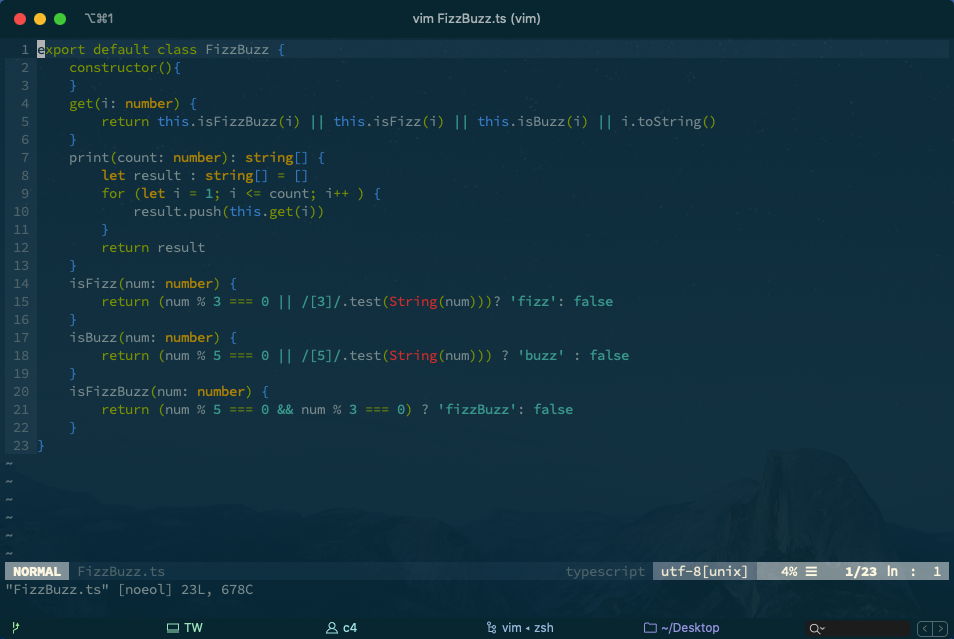 ⌥⌘1 vim FizzBuzz.ts (vim)
1 export default class FizzBuzz {
2     constructor(){
3     }
4     get(i: number) {
5         return this.isFizzBuzz(i) || this.isFizz(i) || this.isBuzz(i) || i.toString()
6     }
7     print(count: number): string[] {
8         let result : string[] = []
9         for (let i = 1; i <= count; i++ ) {
10             result.push(this.get(i))
11         }
12         return result
13     }
14     isFizz(num: number) {
15         return (num % 3 === 0 || /[3]/.test(String(num)))? 'fizz': false
16     }
17     isBuzz(num: number) {
18         return (num % 5 === 0 || /[5]/.test(String(num))) ? 'buzz' : false
19     }
20     isFizzBuzz(num: number) {
21         return (num % 5 === 0 && num % 3 === 0) ? 'fizzBuzz': false
22     }
23 }
~
~
~
~
~
~
NORMAL FizzBuzz.ts typescript utf-8[unix] 4% ☰ 1/23 ln : 1
"FizzBuzz.ts" [noeol] 23L, 678C
TW c4 vim • zsh ~/Desktop